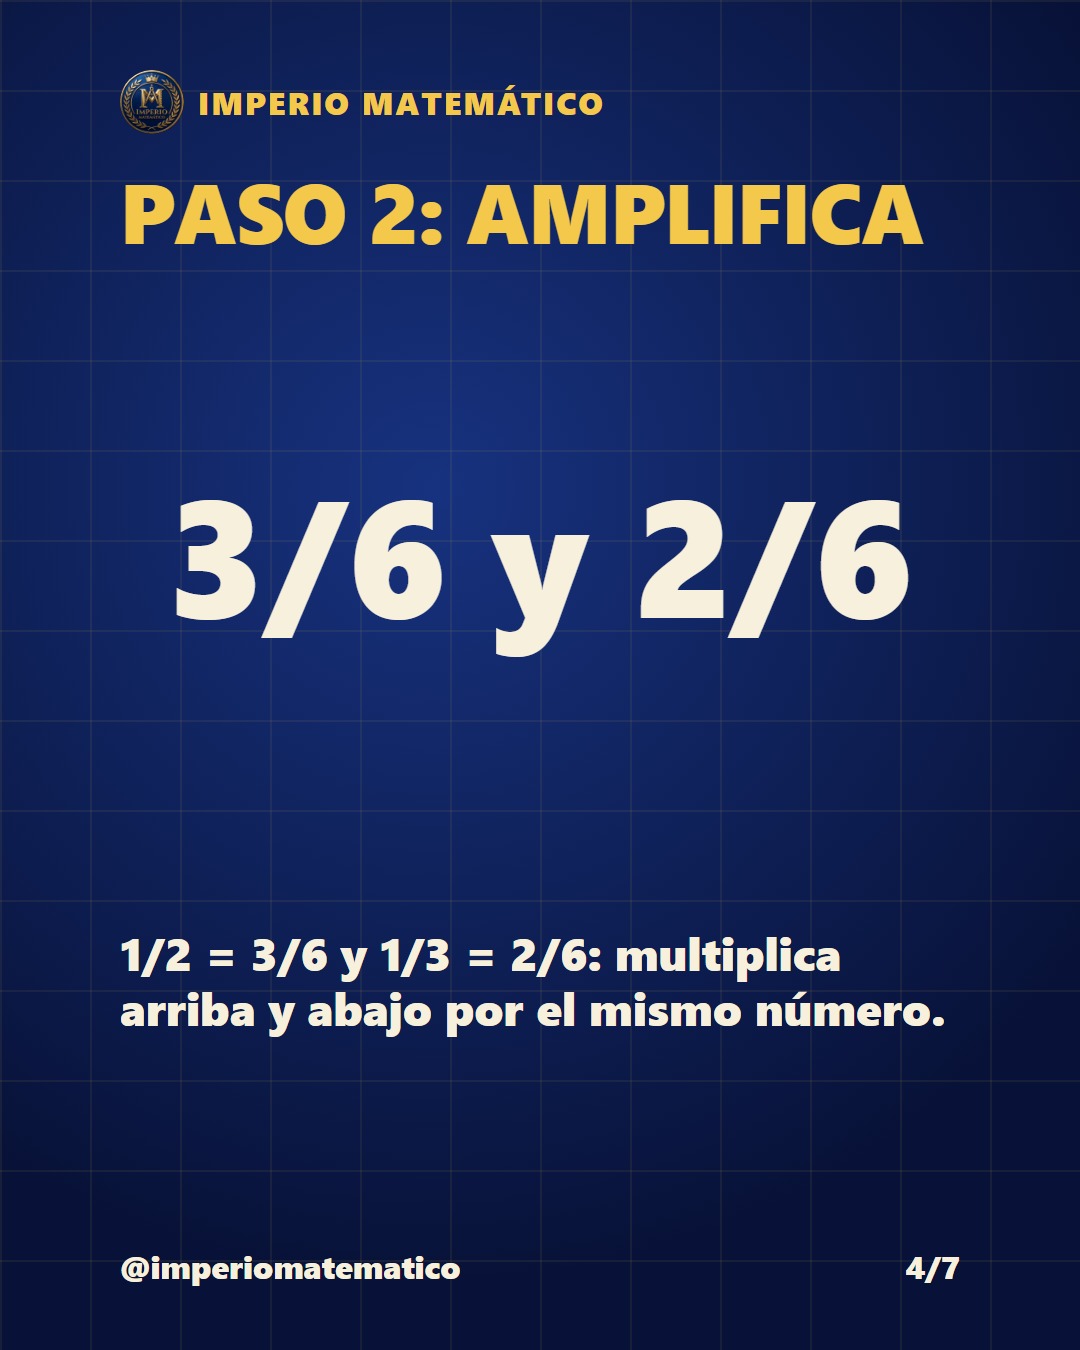 IMPERIO MATEMÁTICO
PASO 2: AMPLIFICA
3/6 y 2/6
1/2 = 3/6 y 1/3 = 2/6: multiplica
arriba y abajo por el mismo número.
@imperiomatematico
4/7